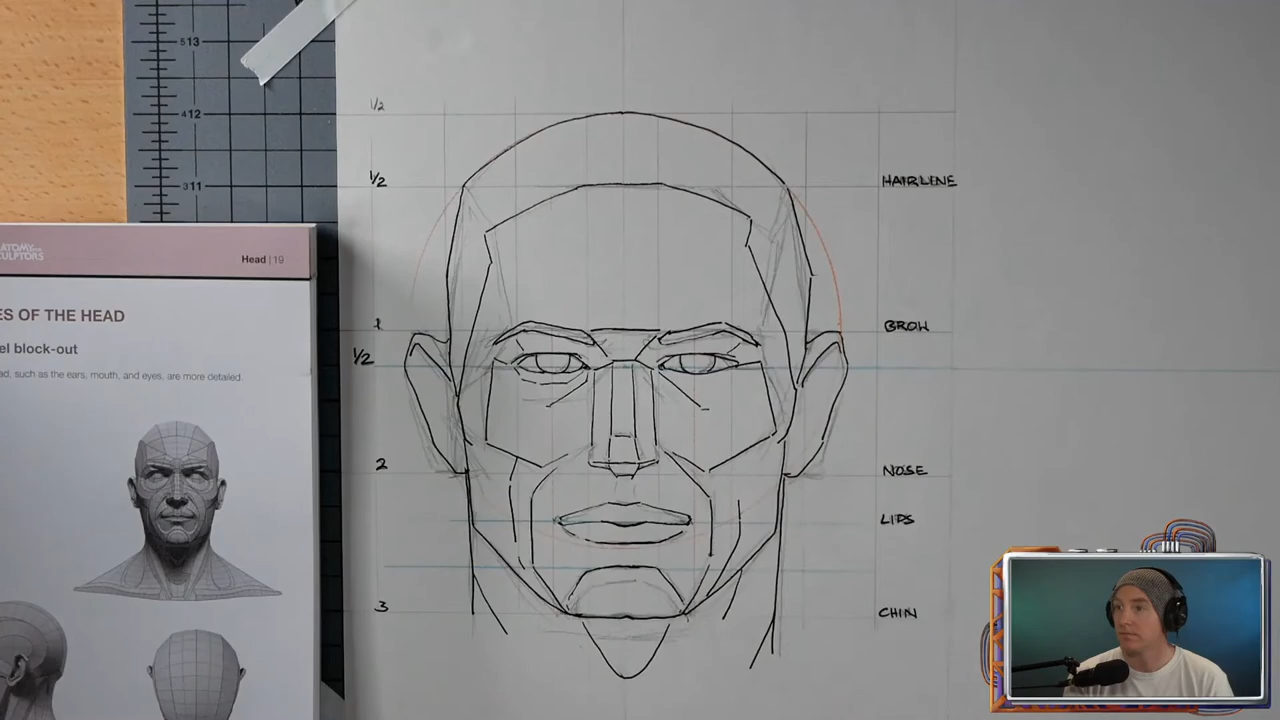 513
412
311
1/2
1/2
HAIRLINE
1
BROW
1/2
2
NOSE
LIPS
3
CHIN
Head | 19
ES OF THE HEAD
el block-out
ad, such as the ears, mouth, and eyes, are more detailed.